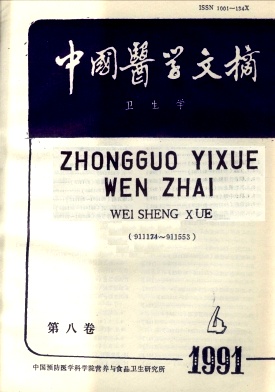 ISSN 1001—154X
中國醫学文摘
卫生学
ZHONGGUO YIXUE
WEN ZHAI
WEI SHENG XUE
(911174～911553)
第八卷
6
1991
中国预防医学科学院营养与食品卫生研究所